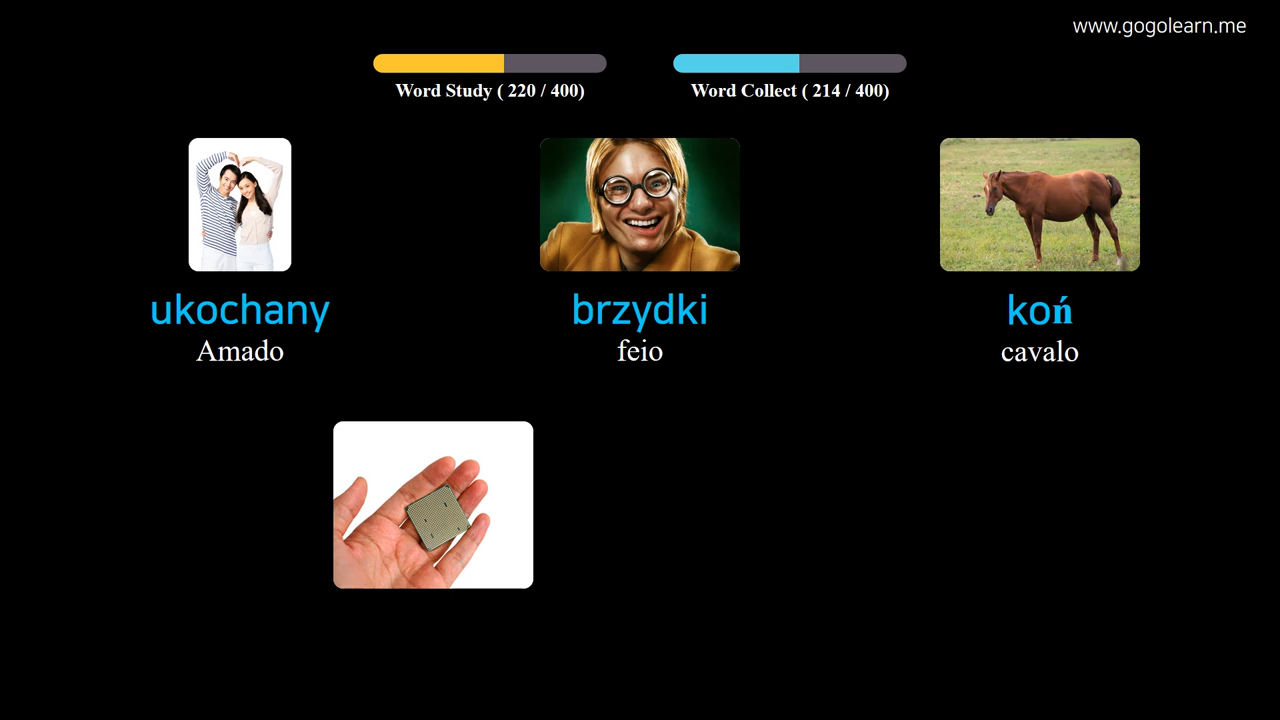 www.gogolearn.me
Word Study ( 220 / 400)
Word Collect ( 214 / 400)
ukochany
Amado
brzydki
feio
koń
cavalo